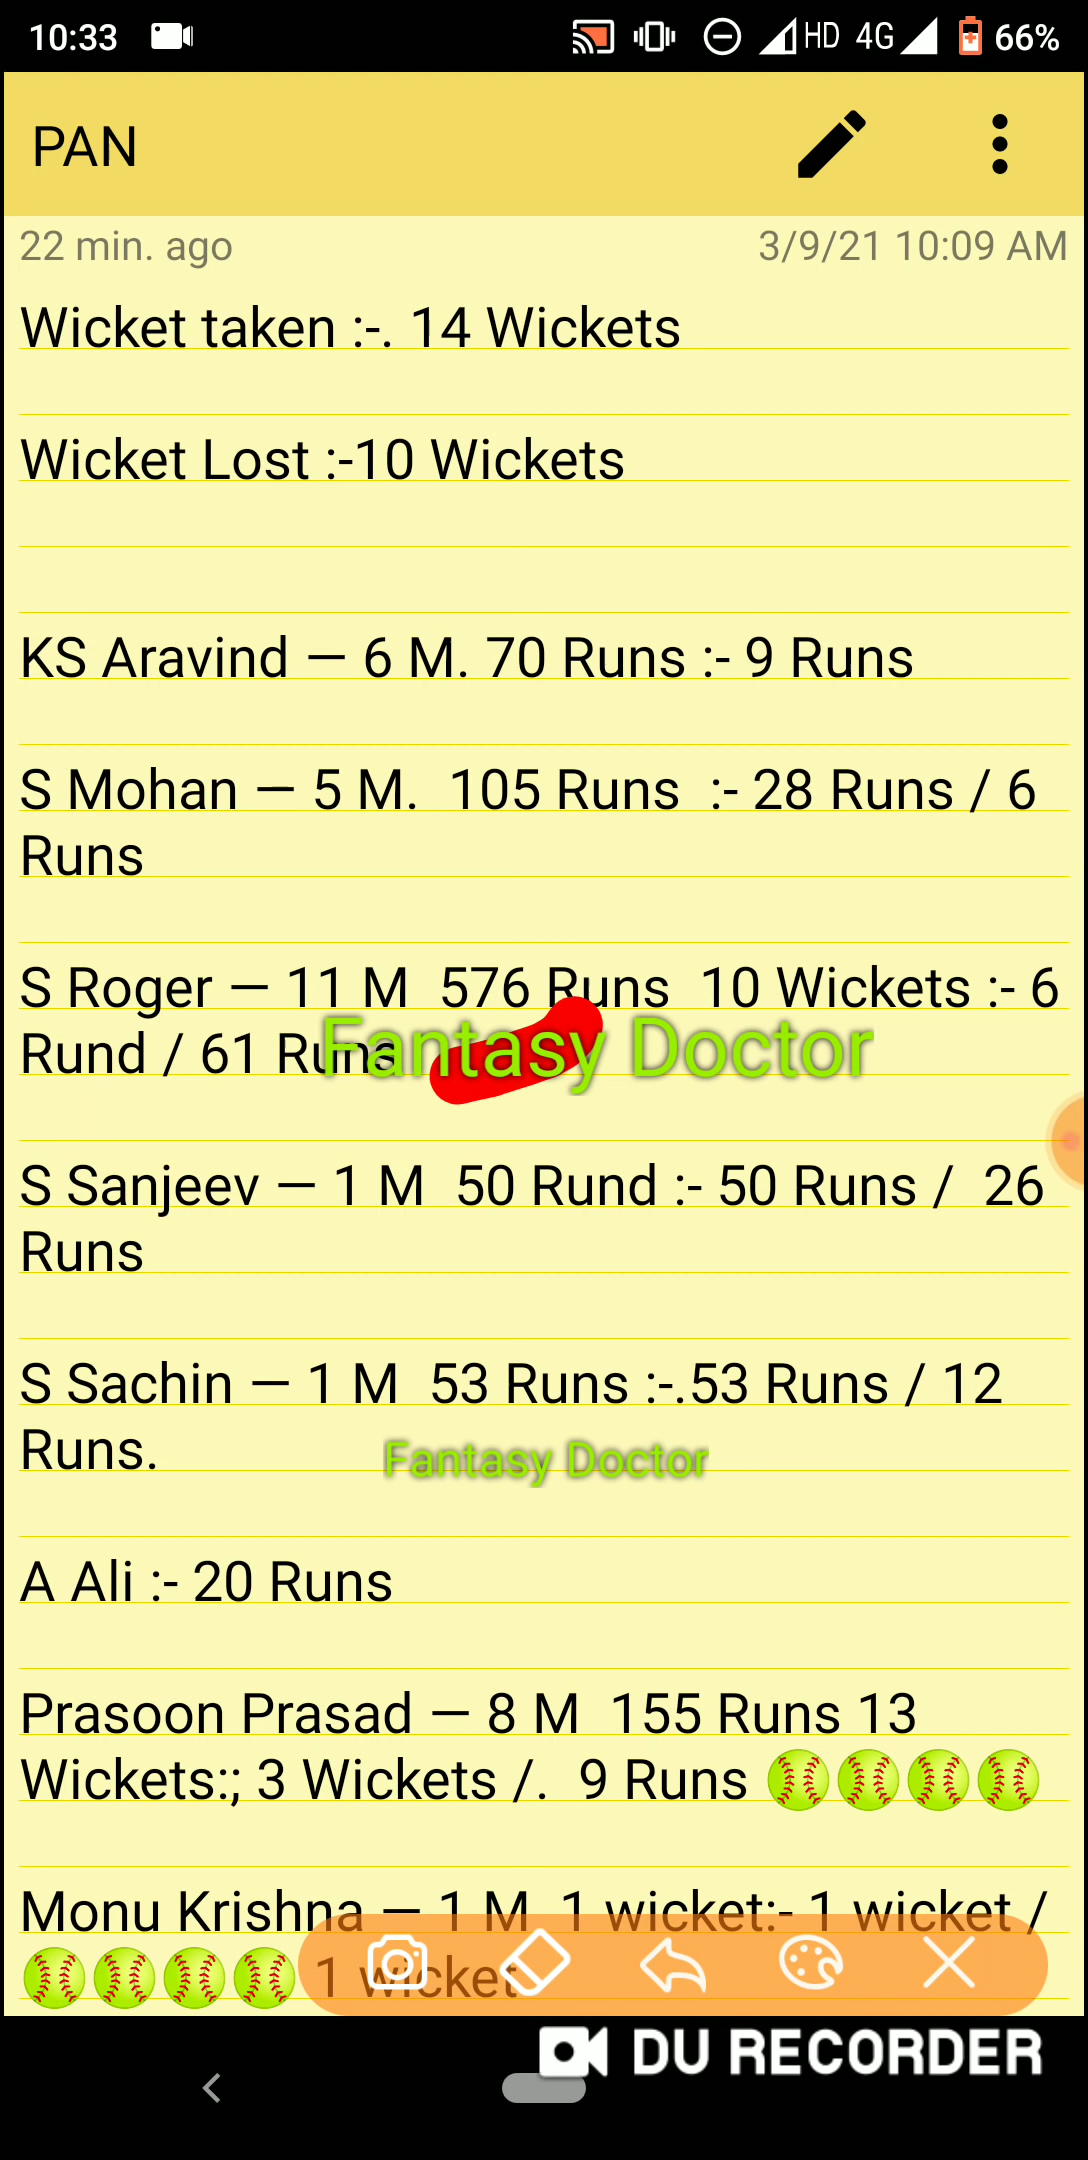 10:33 HD 4G 66%
PAN
22 min. ago 3/9/21 10:09 AM
Wicket taken :-. 14 Wickets
Wicket Lost :-10 Wickets
KS Aravind — 6 M. 70 Runs :- 9 Runs
S Mohan — 5 M.  105 Runs  :- 28 Runs / 6
Runs
S Roger — 11 M  576 Runs  10 Wickets :- 6
Rund / 61 Runs
Fantasy Doctor
S Sanjeev — 1 M  50 Rund :- 50 Runs /  26
Runs
S Sachin — 1 M  53 Runs :-.53 Runs / 12
Runs.
Fantasy Doctor
A Ali :- 20 Runs
Prasoon Prasad — 8 M  155 Runs 13
Wickets:; 3 Wickets /.  9 Runs 🥎🥎🥎🥎
Monu Krishna — 1 M  1 wicket:- 1 wicket /
🥎🥎🥎🥎 1 wicket
DU RECORDER